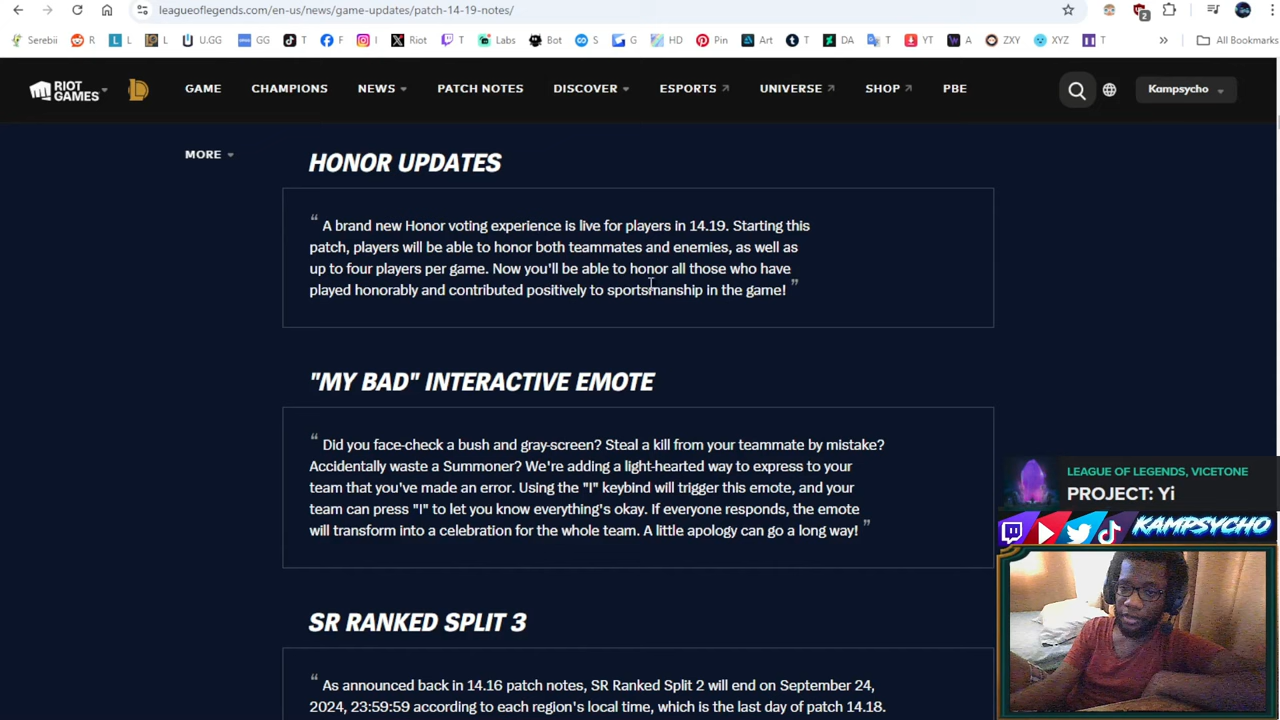 leagueoflegends.com/en-us/news/game-updates/patch-14-19-notes/
2
Serebii R L L U.GG GG T F I Riot T Labs Bot S G HD Pin Art T DA T YT A ZXY XYZ T » All Bookmarks
RIOT GAMES GAME CHAMPIONS NEWS PATCH NOTES DISCOVER ESPORTS UNIVERSE SHOP PBE Kampsycho
MORE
HONOR UPDATES
“ A brand new Honor voting experience is live for players in 14.19. Starting this
patch, players will be able to honor both teammates and enemies, as well as
up to four players per game. Now you'll be able to honor all those who have
played honorably and contributed positively to sportsmanship in the game! ”
"MY BAD" INTERACTIVE EMOTE
“ Did you face-check a bush and gray-screen? Steal a kill from your teammate by mistake?
Accidentally waste a Summoner? We're adding a light-hearted way to express to your
team that you've made an error. Using the "I" keybind will trigger this emote, and your
team can press "I" to let you know everything's okay. If everyone responds, the emote
will transform into a celebration for the whole team. A little apology can go a long way! ”
LEAGUE OF LEGENDS, VICETONE
PROJECT: Yi
KAMPSYCHO
SR RANKED SPLIT 3
“ As announced back in 14.16 patch notes, SR Ranked Split 2 will end on September 24,
2024, 23:59:59 according to each region's local time, which is the last day of patch 14.18.